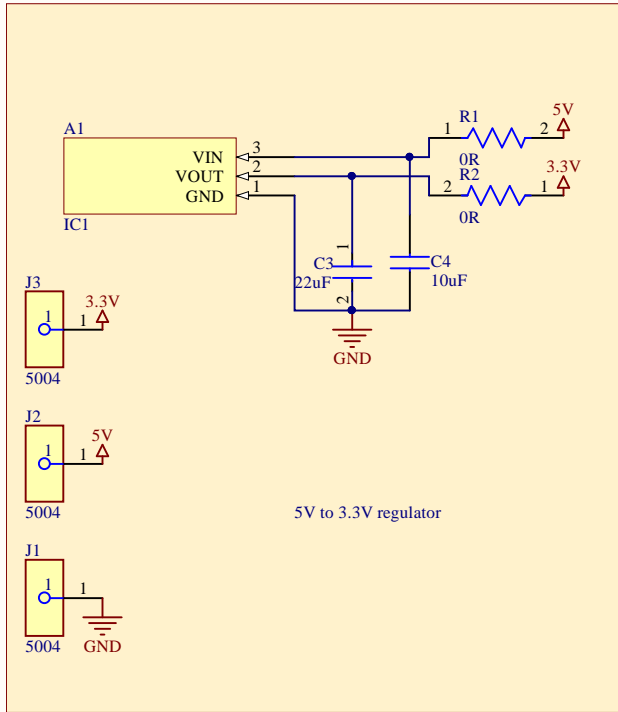 A1
VIN 3
VOUT 2
GND 1
IC1
R1
1 2
0R
5V
R2
2 1
0R
3.3V
1
C3
22uF
2
C4
10uF
GND
J3
1 1
3.3V
5004
J2
1 1
5V
5004
5V to 3.3V regulator
J1
1 1
5004
GND